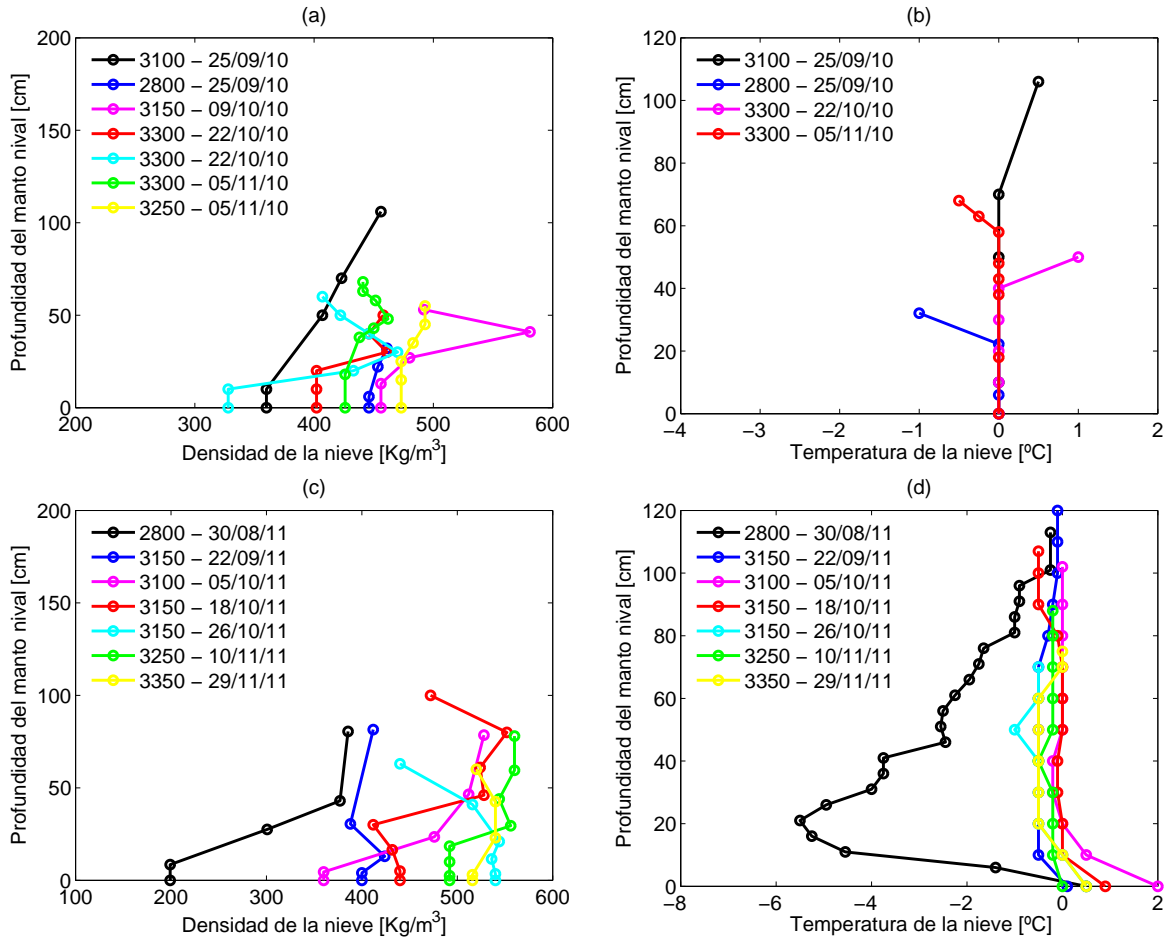 (a)
Profundidad del manto nival [cm]
200
150
100
50
0
3100 − 25/09/10
2800 − 25/09/10
3150 − 09/10/10
3300 − 22/10/10
3300 − 22/10/10
3300 − 05/11/10
3250 − 05/11/10
200 300 400 500 600
Densidad de la nieve [Kg/m³]
(b)
Profundidad del manto nival [cm]
120
100
80
60
40
20
0
3100 − 25/09/10
2800 − 25/09/10
3300 − 22/10/10
3300 − 05/11/10
−4 −3 −2 −1 0 1 2
Temperatura de la nieve [ºC]
(c)
Profundidad del manto nival [cm]
200
150
100
50
0
2800 − 30/08/11
3150 − 22/09/11
3100 − 05/10/11
3150 − 18/10/11
3150 − 26/10/11
3250 − 10/11/11
3350 − 29/11/11
100 200 300 400 500 600
Densidad de la nieve [Kg/m³]
(d)
Profundidad del manto nival [cm]
120
100
80
60
40
20
0
2800 − 30/08/11
3150 − 22/09/11
3100 − 05/10/11
3150 − 18/10/11
3150 − 26/10/11
3250 − 10/11/11
3350 − 29/11/11
−8 −6 −4 −2 0 2
Temperatura de la nieve [ºC]